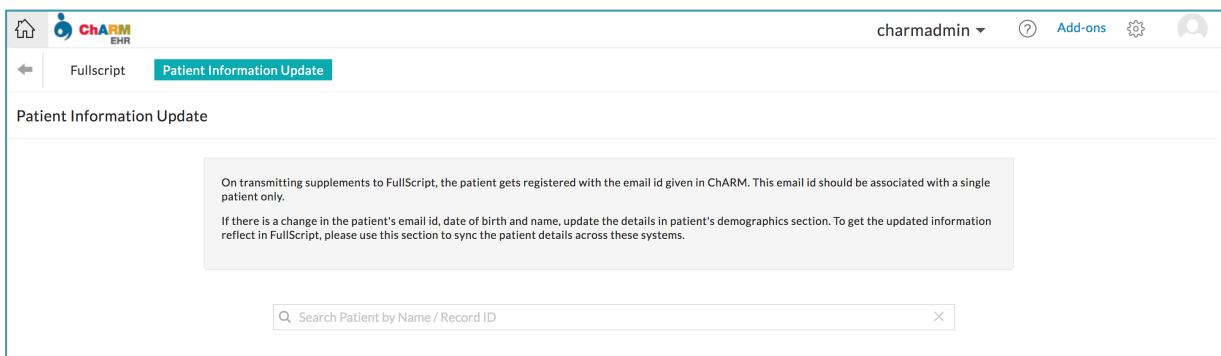 ChARM
EHR
charmadmin
?
Add-ons
Fullscript
Patient Information Update
Patient Information Update
On transmitting supplements to FullScript, the patient gets registered with the email id given in ChARM. This email id should be associated with a single
patient only.
If there is a change in the patient's email id, date of birth and name, update the details in patient's demographics section. To get the updated information
reflect in FullScript, please use this section to sync the patient details across these systems.
Search Patient by Name / Record ID